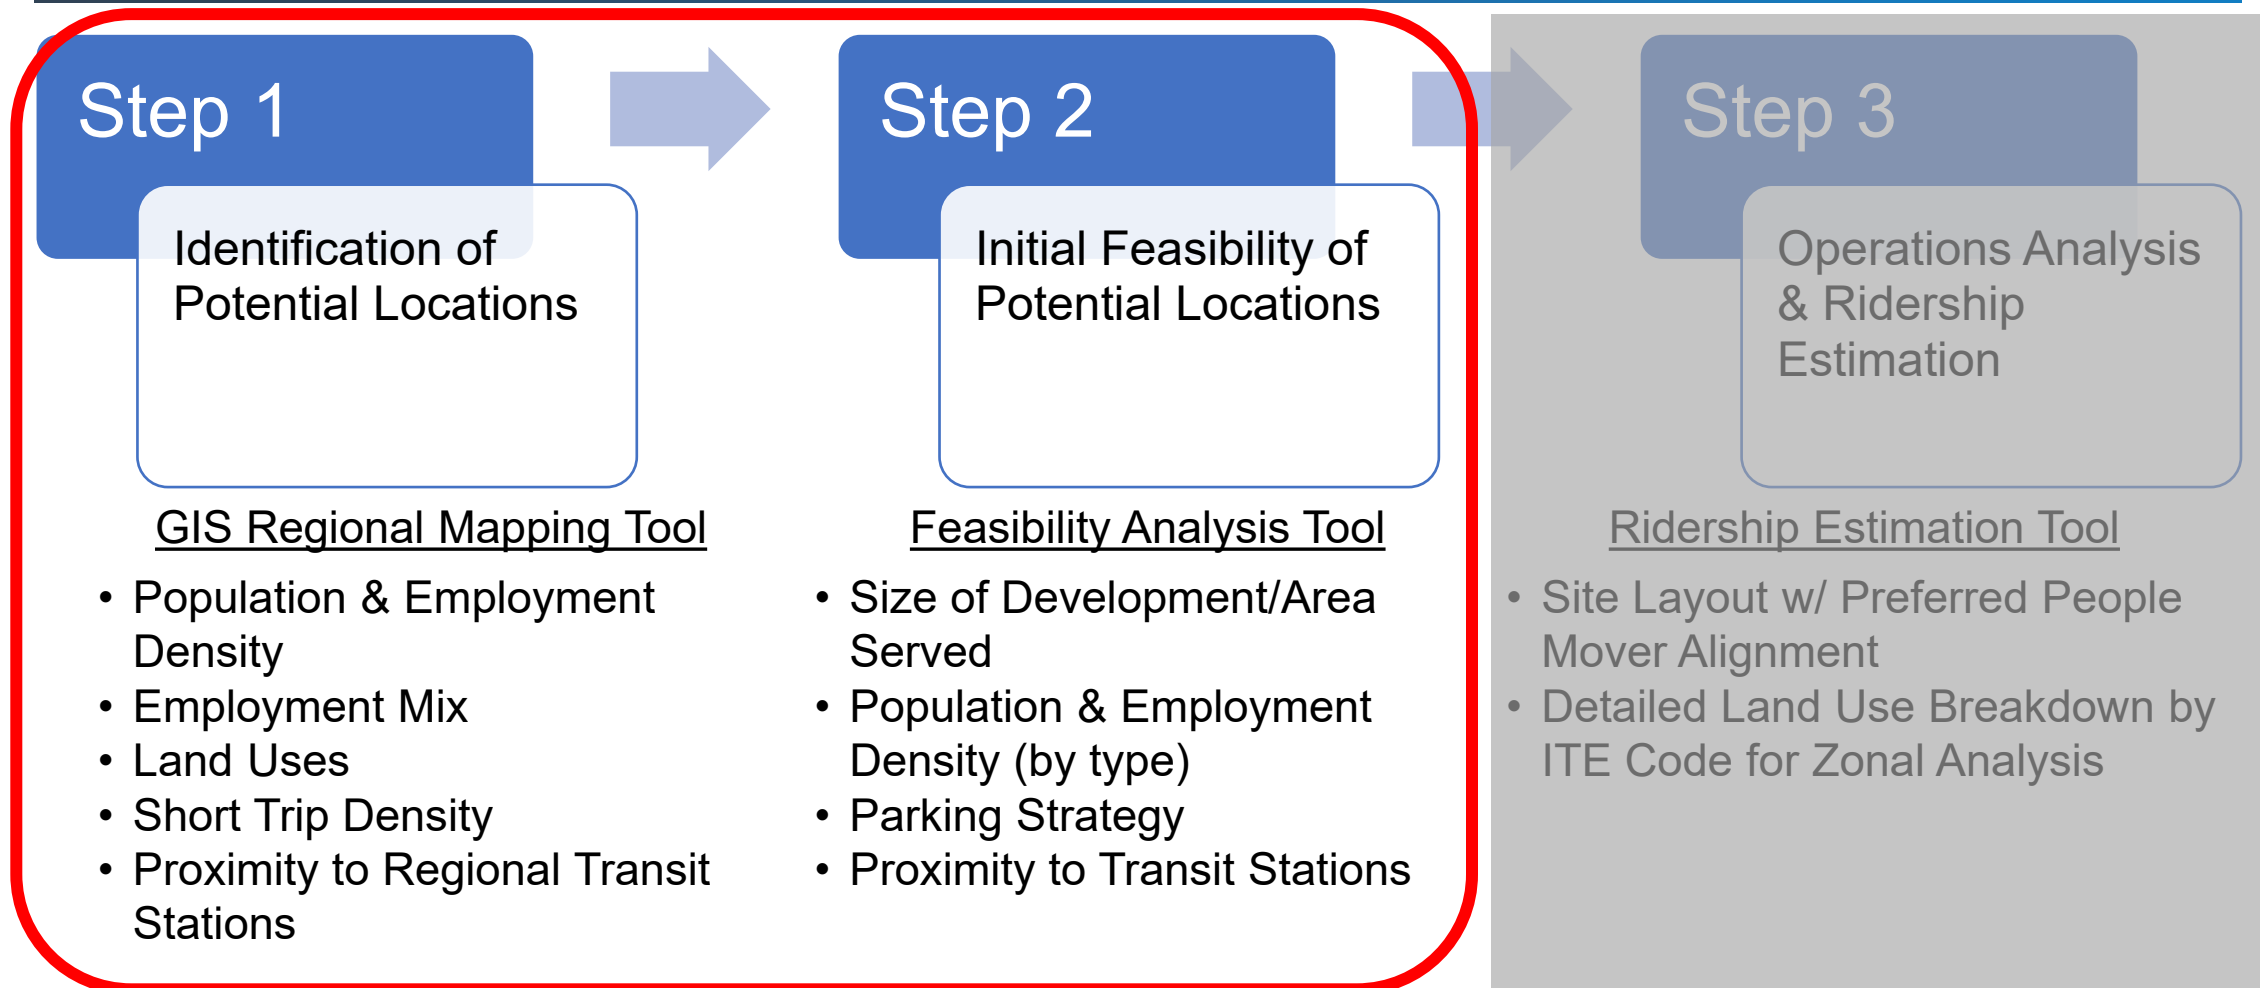 Step 1
Identification of
Potential Locations
GIS Regional Mapping Tool
• Population & Employment
Density
• Employment Mix
• Land Uses
• Short Trip Density
• Proximity to Regional Transit
Stations
Step 2
Initial Feasibility of
Potential Locations
Feasibility Analysis Tool
• Size of Development/Area
Served
• Population & Employment
Density (by type)
• Parking Strategy
• Proximity to Transit Stations
Step 3
Operations Analysis
& Ridership
Estimation
Ridership Estimation Tool
• Site Layout w/ Preferred People
Mover Alignment
• Detailed Land Use Breakdown by
ITE Code for Zonal Analysis